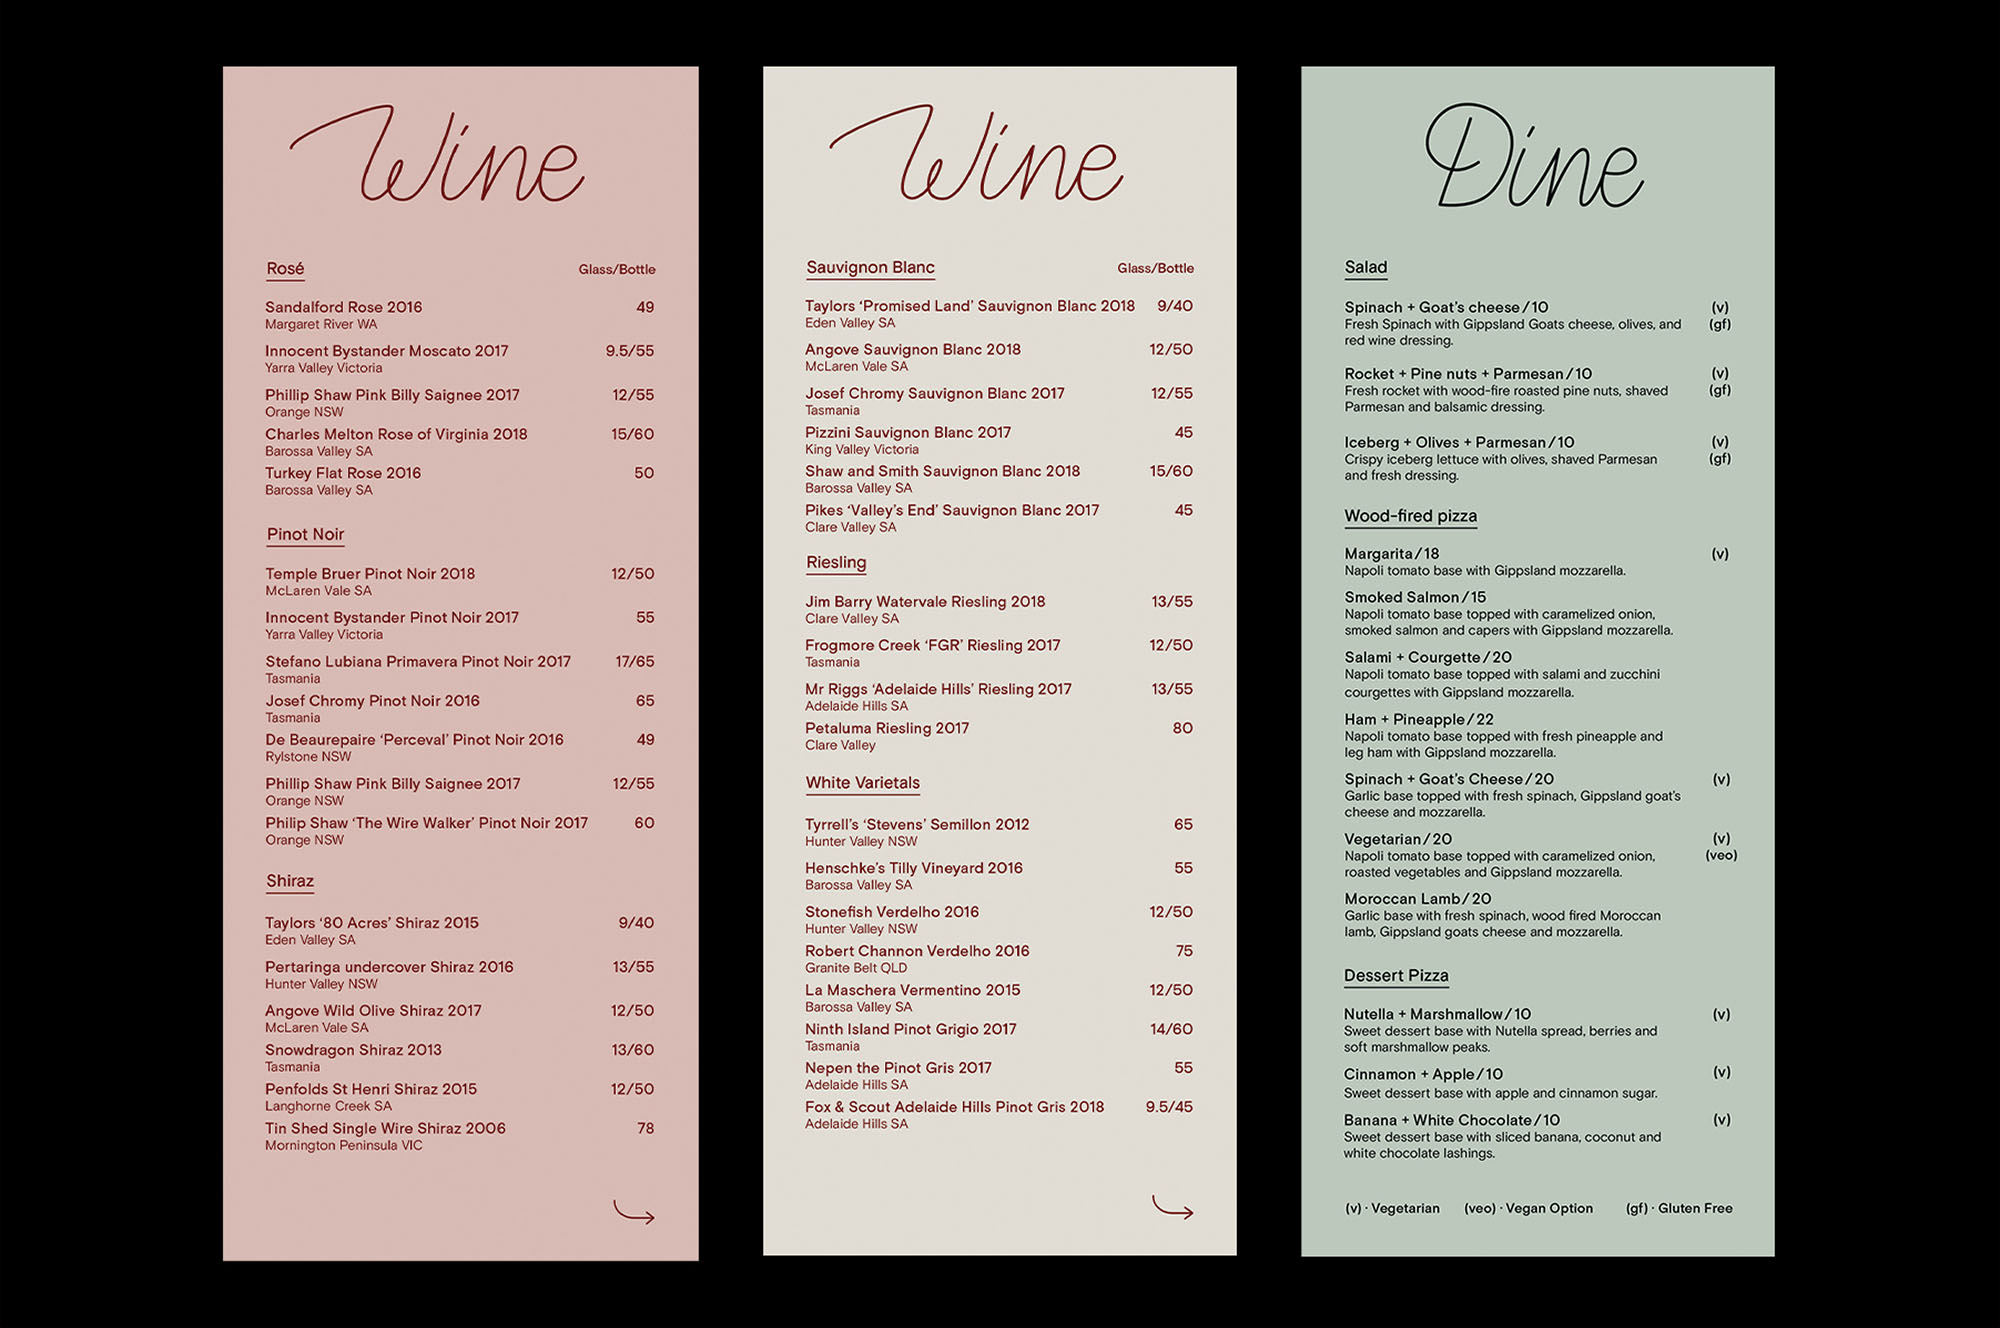 Wine
Rosé Glass/Bottle
Sandalford Rose 2016 49
Margaret River WA
Innocent Bystander Moscato 2017 9.5/55
Yarra Valley Victoria
Phillip Shaw Pink Billy Saignee 2017 12/55
Orange NSW
Charles Melton Rose of Virginia 2018 15/60
Barossa Valley SA
Turkey Flat Rose 2016 50
Barossa Valley SA
Pinot Noir
Temple Bruer Pinot Noir 2018 12/50
McLaren Vale SA
Innocent Bystander Pinot Noir 2017 55
Yarra Valley Victoria
Stefano Lubiana Primavera Pinot Noir 2017 17/65
Tasmania
Josef Chromy Pinot Noir 2016 65
Tasmania
De Beaurepaire ‘Perceval’ Pinot Noir 2016 49
Rylstone NSW
Phillip Shaw Pink Billy Saignee 2017 12/55
Orange NSW
Philip Shaw ‘The Wire Walker’ Pinot Noir 2017 60
Orange NSW
Shiraz
Taylors ‘80 Acres’ Shiraz 2015 9/40
Eden Valley SA
Pertaringa undercover Shiraz 2016 13/55
Hunter Valley NSW
Angove Wild Olive Shiraz 2017 12/50
McLaren Vale SA
Snowdragon Shiraz 2013 13/60
Tasmania
Penfolds St Henri Shiraz 2015 12/50
Langhorne Creek SA
Tin Shed Single Wire Shiraz 2006 78
Mornington Peninsula VIC
Wine
Sauvignon Blanc Glass/Bottle
Taylors ‘Promised Land’ Sauvignon Blanc 2018 9/40
Eden Valley SA
Angove Sauvignon Blanc 2018 12/50
McLaren Vale SA
Josef Chromy Sauvignon Blanc 2017 12/55
Tasmania
Pizzini Sauvignon Blanc 2017 45
King Valley Victoria
Shaw and Smith Sauvignon Blanc 2018 15/60
Barossa Valley SA
Pikes ‘Valley’s End’ Sauvignon Blanc 2017 45
Clare Valley SA
Riesling
Jim Barry Watervale Riesling 2018 13/55
Clare Valley SA
Frogmore Creek ‘FGR’ Riesling 2017 12/50
Tasmania
Mr Riggs ‘Adelaide Hills’ Riesling 2017 13/55
Adelaide Hills SA
Petaluma Riesling 2017 80
Clare Valley
White Varietals
Tyrrell’s ‘Stevens’ Semillon 2012 65
Hunter Valley NSW
Henschke’s Tilly Vineyard 2016 55
Barossa Valley SA
Stonefish Verdelho 2016 12/50
Hunter Valley NSW
Robert Channon Verdelho 2016 75
Granite Belt QLD
La Maschera Vermentino 2015 12/50
Barossa Valley SA
Ninth Island Pinot Grigio 2017 14/60
Tasmania
Nepen the Pinot Gris 2017 55
Adelaide Hills SA
Fox & Scout Adelaide Hills Pinot Gris 2018 9.5/45
Adelaide Hills SA
Dine
Salad
Spinach + Goat’s cheese/10 (v)
Fresh Spinach with Gippsland Goats cheese, olives, and (gf)
red wine dressing.
Rocket + Pine nuts + Parmesan/10 (v)
Fresh rocket with wood-fire roasted pine nuts, shaved (gf)
Parmesan and balsamic dressing.
Iceberg + Olives + Parmesan/10 (v)
Crispy iceberg lettuce with olives, shaved Parmesan (gf)
and fresh dressing.
Wood-fired pizza
Margarita/18 (v)
Napoli tomato base with Gippsland mozzarella.
Smoked Salmon/15
Napoli tomato base topped with caramelized onion,
smoked salmon and capers with Gippsland mozzarella.
Salami + Courgette/20
Napoli tomato base topped with salami and zucchini
courgettes with Gippsland mozzarella.
Ham + Pineapple/22
Napoli tomato base topped with fresh pineapple and
leg ham with Gippsland mozzarella.
Spinach + Goat’s Cheese/20 (v)
Garlic base topped with fresh spinach, Gippsland goat’s
cheese and mozzarella.
Vegetarian/20 (v)
Napoli tomato base topped with caramelized onion, (veo)
roasted vegetables and Gippsland mozzarella.
Moroccan Lamb/20
Garlic base with fresh spinach, wood fired Moroccan
lamb, Gippsland goats cheese and mozzarella.
Dessert Pizza
Nutella + Marshmallow/10 (v)
Sweet dessert base with Nutella spread, berries and
soft marshmallow peaks.
Cinnamon + Apple/10 (v)
Sweet dessert base with apple and cinnamon sugar.
Banana + White Chocolate/10 (v)
Sweet dessert base with sliced banana, coconut and
white chocolate lashings.
(v) · Vegetarian (veo) · Vegan Option (gf) · Gluten Free